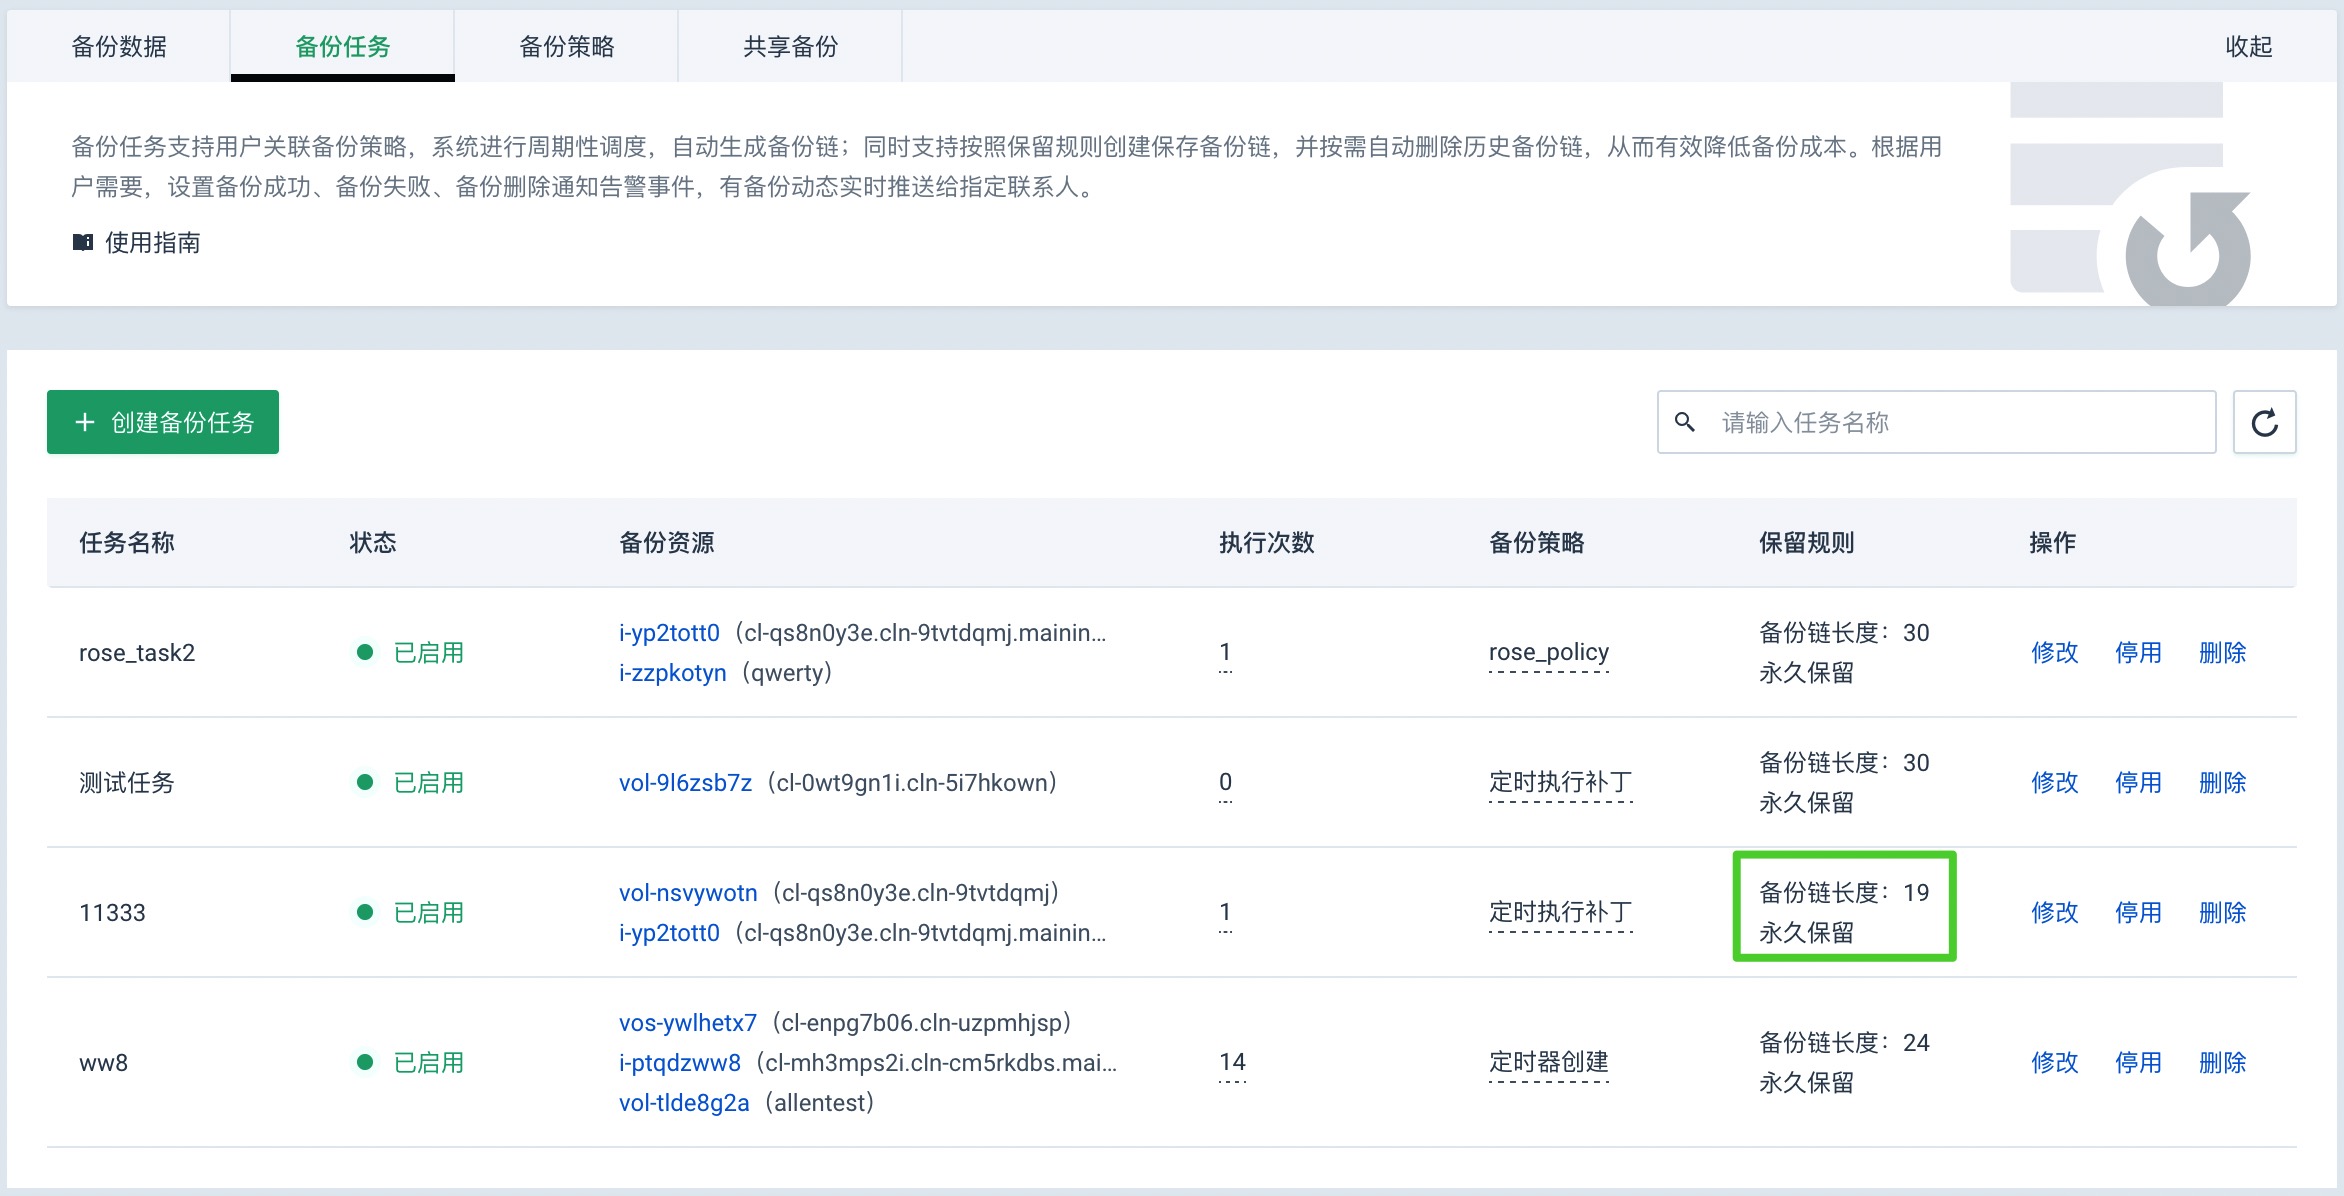 备份数据 备份任务 备份策略 共享备份 收起
备份任务支持用户关联备份策略，系统进行周期性调度，自动生成备份链；同时支持按照保留规则创建保存备份链，并按需自动删除历史备份链，从而有效降低备份成本。根据用
户需要，设置备份成功、备份失败、备份删除通知告警事件，有备份动态实时推送给指定联系人。
使用指南
+ 创建备份任务 请输入任务名称
任务名称 状态 备份资源 执行次数 备份策略 保留规则 操作
rose_task2 已启用 i-yp2tott0（cl-qs8n0y3e.cln-9tvtdqmj.mainin... 1 rose_policy 备份链长度：30 修改 停用 删除
i-zzpkotyn（qwerty） 永久保留
测试任务 已启用 vol-9l6zsb7z（cl-0wt9gn1i.cln-5i7hkown） 0 定时执行补丁 备份链长度：30 修改 停用 删除
永久保留
11333 已启用 vol-nsvywotn（cl-qs8n0y3e.cln-9tvtdqmj） 1 定时执行补丁 备份链长度：19 修改 停用 删除
i-yp2tott0（cl-qs8n0y3e.cln-9tvtdqmj.mainin... 永久保留
vos-ywlhetx7（cl-enpg7b06.cln-uzpmhjsp）
ww8 已启用 i-ptqdzww8（cl-mh3mps2i.cln-cm5rkdbs.mai... 14 定时器创建 备份链长度：24 修改 停用 删除
vol-tlde8g2a（allentest） 永久保留